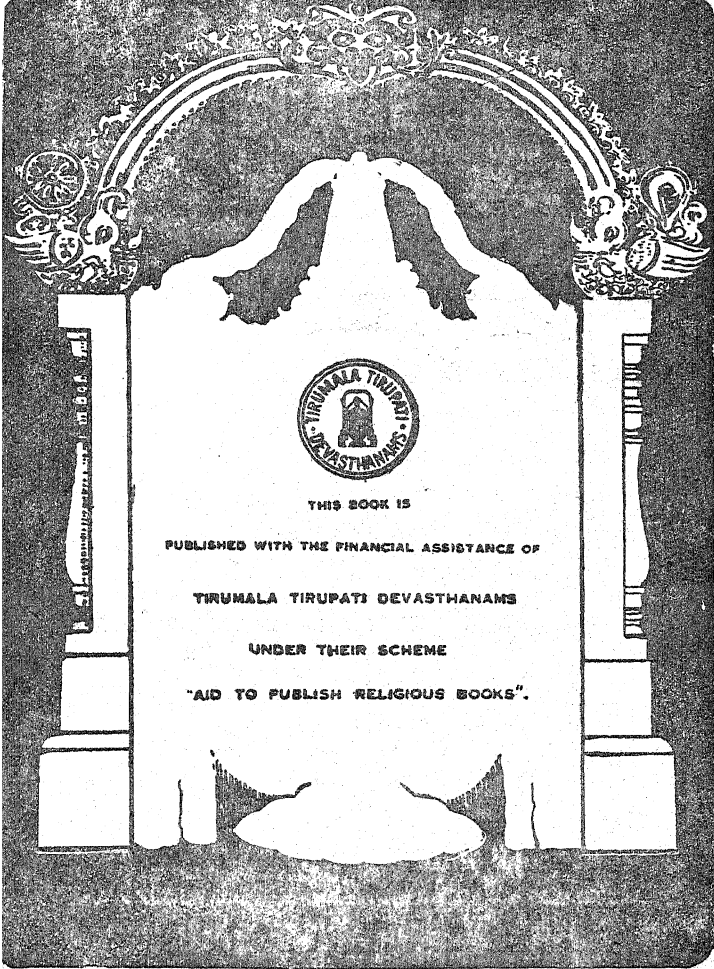 TIRUMALA TIRUPATI
DEVASTHANAMS
THIS BOOK IS
PUBLISHED WITH THE FINANCIAL ASSISTANCE OF
TIRUMALA TIRUPATI DEVASTHANAMS
UNDER THEIR SCHEME
"AID TO PUBLISH RELIGIOUS BOOKS".